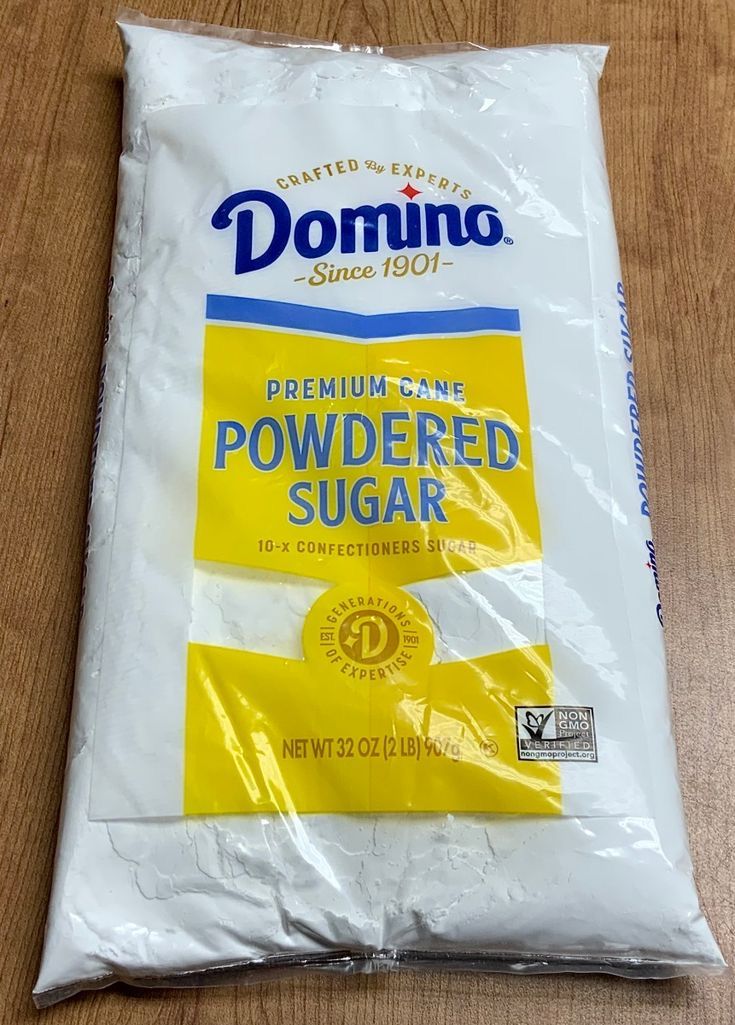 CRAFTED By EXPERTS
Domino®
-Since 1901-
PREMIUM CANE
POWDERED
SUGAR
10-X CONFECTIONERS SUGAR
GENERATIONS
EST. D 1901
OF EXPERTISE
NET WT 32 OZ (2 LB) 907g
NON
GMO
Project
VERIFIED
nongmoproject.org
Domino POWDERED SUGAR